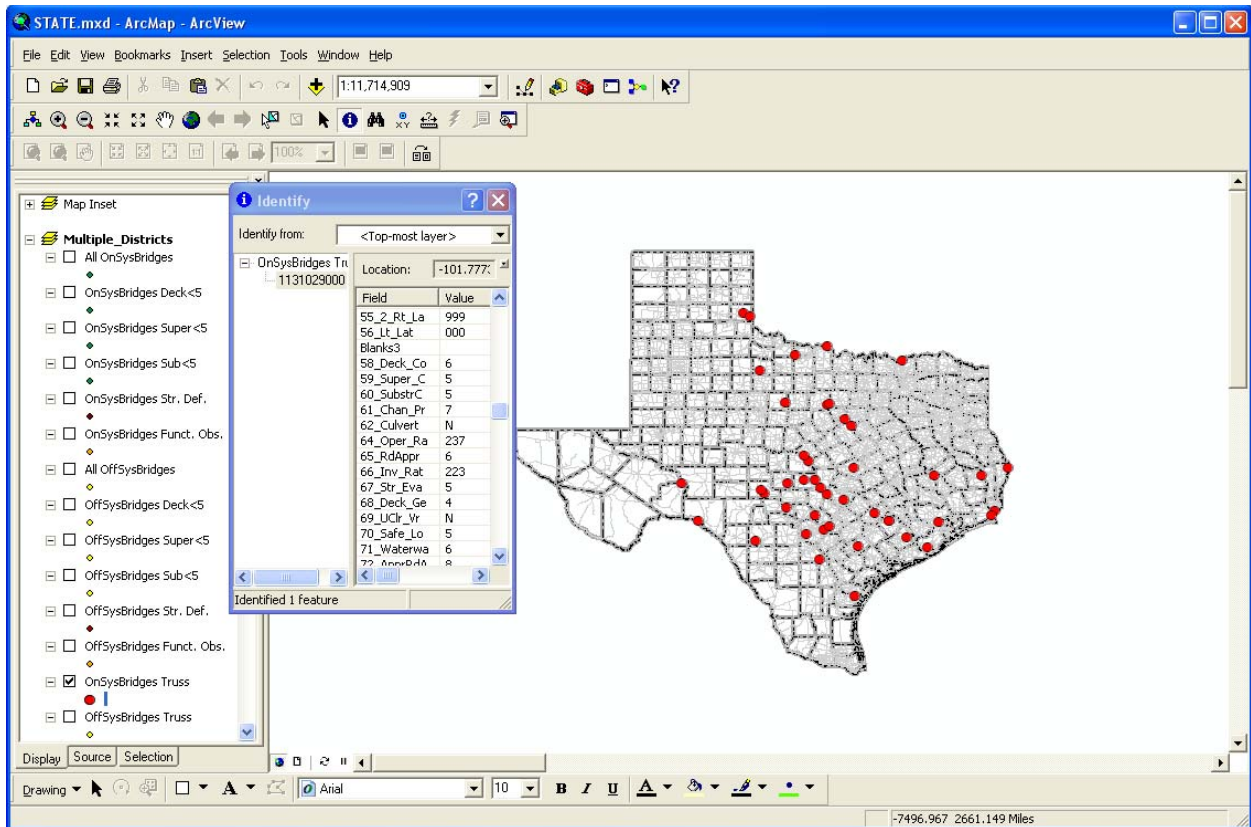 STATE.mxd - ArcMap - ArcView
File Edit View Bookmarks Insert Selection Tools Window Help
1:11,714,909
100%
Map Inset
Multiple_Districts
All OnSysBridges
OnSysBridges Deck<5
OnSysBridges Super<5
OnSysBridges Sub<5
OnSysBridges Str. Def.
OnSysBridges Funct. Obs.
All OffSysBridges
OffSysBridges Deck<5
OffSysBridges Super<5
OffSysBridges Sub<5
OffSysBridges Str. Def.
OffSysBridges Funct. Obs.
OnSysBridges Truss
OffSysBridges Truss
Display Source Selection
Identify
Identify from: <Top-most layer>
OnSysBridges Tru
1131029000
Location: -101.777
Field Value
55_2_Rt_La 999
56_Lt_Lat 000
Blanks3
58_Deck_Co 6
59_Super_C 5
60_SubstrC 5
61_Chan_Pr 7
62_Culvert N
64_Oper_Ra 237
65_RdAppr 6
66_Inv_Rat 223
67_Str_Eva 5
68_Deck_Ge 4
69_UClr_Vr N
70_Safe_Lo 5
71_Waterwa 6
72_ApprRdA 8
Identified 1 feature
Drawing A Arial 10 B I U A
-7496.967 2661.149 Miles